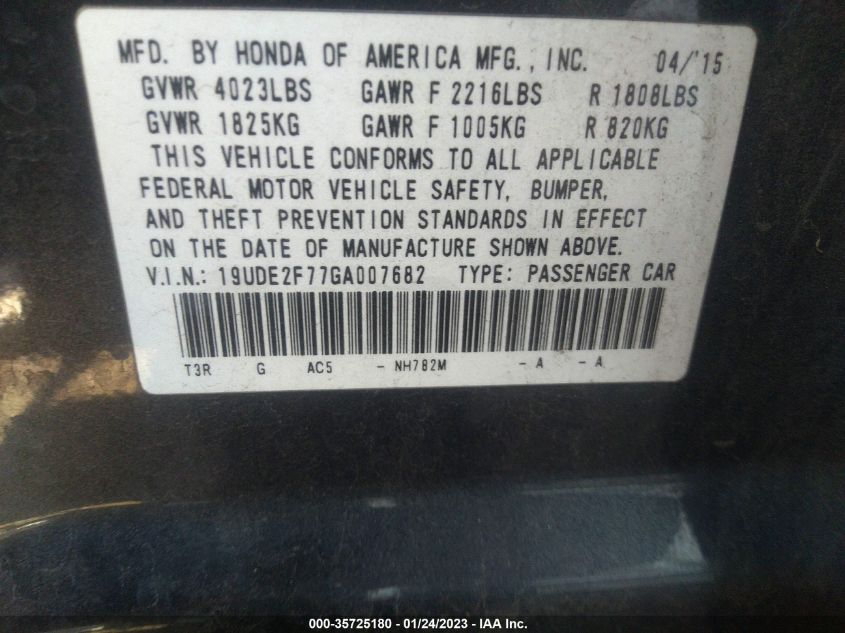 MFD. BY HONDA OF AMERICA MFG., INC. 04/'15
GVWR 4023LBS GAWR F 2216LBS R 1808LBS
GVWR 1825KG GAWR F 1005KG R 820KG
THIS VEHICLE CONFORMS TO ALL APPLICABLE
FEDERAL MOTOR VEHICLE SAFETY, BUMPER,
AND THEFT PREVENTION STANDARDS IN EFFECT
ON THE DATE OF MANUFACTURE SHOWN ABOVE.
V.I.N.: 19UDE2F77GA007682 TYPE: PASSENGER CAR
T3R G AC5 - NH782M - A - A
000-35725180 - 01/24/2023 - IAA Inc.